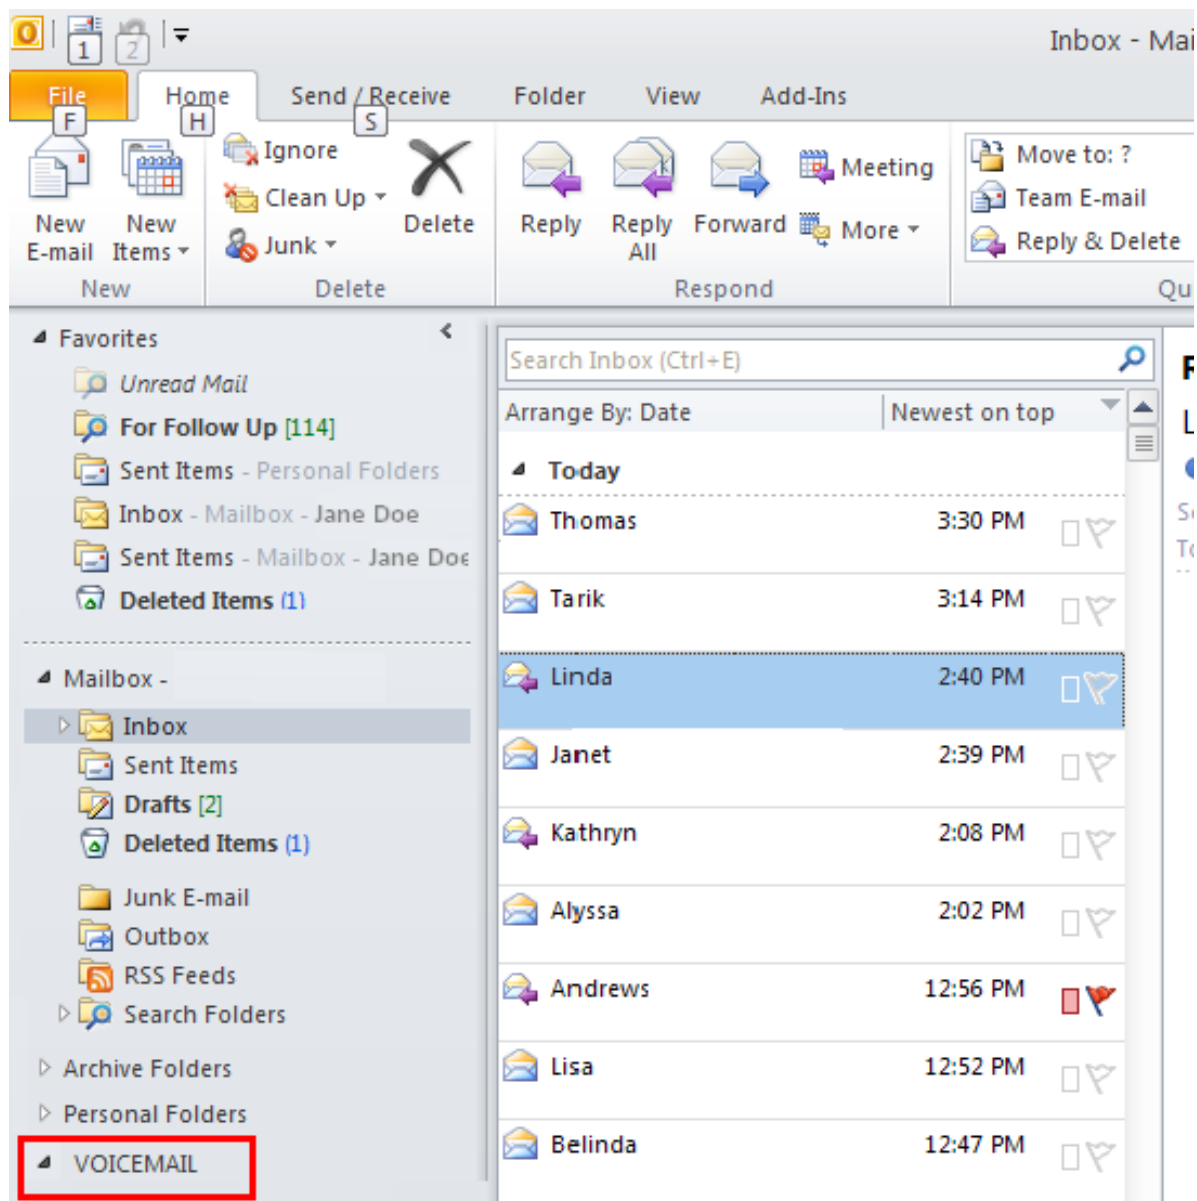 1 2
Inbox - Mai
File Home Send / Receive Folder View Add-Ins
F H S
New E-mail
New Items
New
Ignore
Clean Up
Junk
Delete
Delete
Reply
Reply All
Forward
Meeting
More
Respond
Move to: ?
Team E-mail
Reply & Delete
Qu
Favorites
Unread Mail
For Follow Up [114]
Sent Items - Personal Folders
Inbox - Mailbox - Jane Doe
Sent Items - Mailbox - Jane Doe
Deleted Items (1)
Mailbox -
Inbox
Sent Items
Drafts [2]
Deleted Items (1)
Junk E-mail
Outbox
RSS Feeds
Search Folders
Archive Folders
Personal Folders
VOICEMAIL
Search Inbox (Ctrl+E)
Arrange By: Date Newest on top
Today
Thomas 3:30 PM
Tarik 3:14 PM
Linda 2:40 PM
Janet 2:39 PM
Kathryn 2:08 PM
Alyssa 2:02 PM
Andrews 12:56 PM
Lisa 12:52 PM
Belinda 12:47 PM